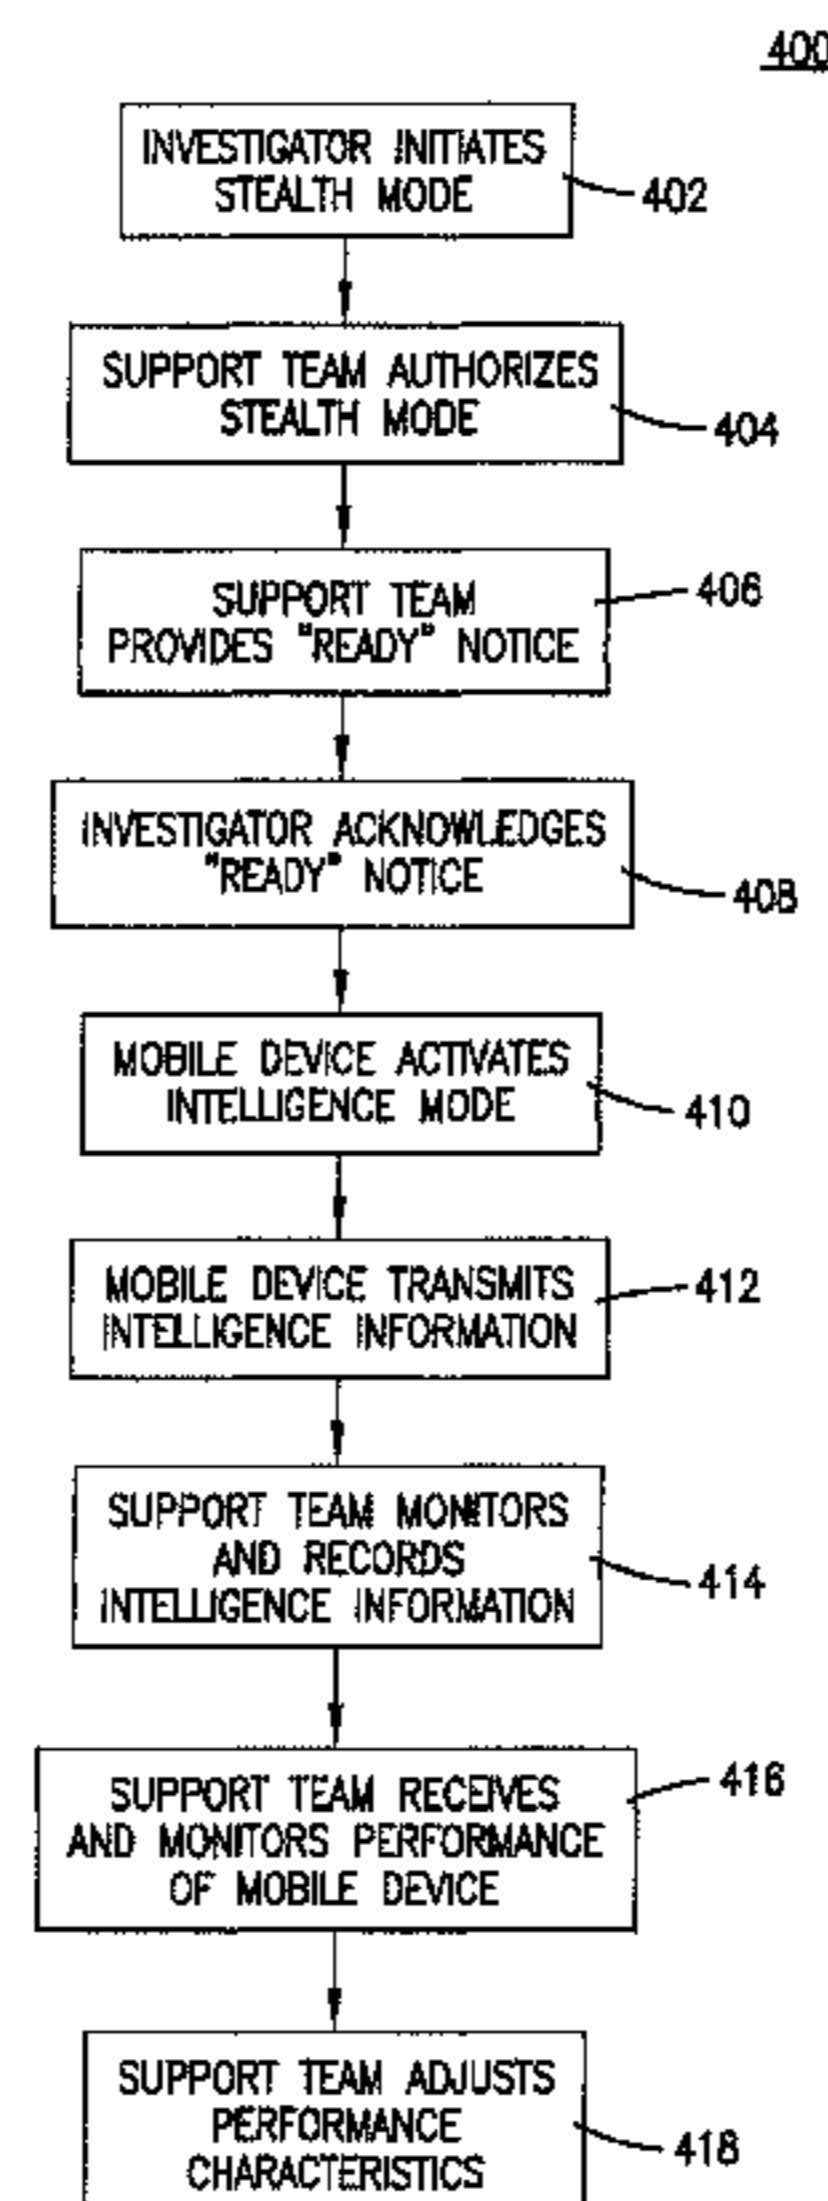 400
INVESTIGATOR INITIATES
STEALTH MODE
402
SUPPORT TEAM AUTHORIZES
STEALTH MODE
404
SUPPORT TEAM
PROVIDES "READY" NOTICE
406
INVESTIGATOR ACKNOWLEDGES
"READY" NOTICE
408
MOBILE DEVICE ACTIVATES
INTELLIGENCE MODE
410
MOBILE DEVICE TRANSMITS
INTELLIGENCE INFORMATION
412
SUPPORT TEAM MONITORS
AND RECORDS
INTELLIGENCE INFORMATION
414
SUPPORT TEAM RECEIVES
AND MONITORS PERFORMANCE
OF MOBILE DEVICE
416
SUPPORT TEAM ADJUSTS
PERFORMANCE
CHARACTERISTICS
418